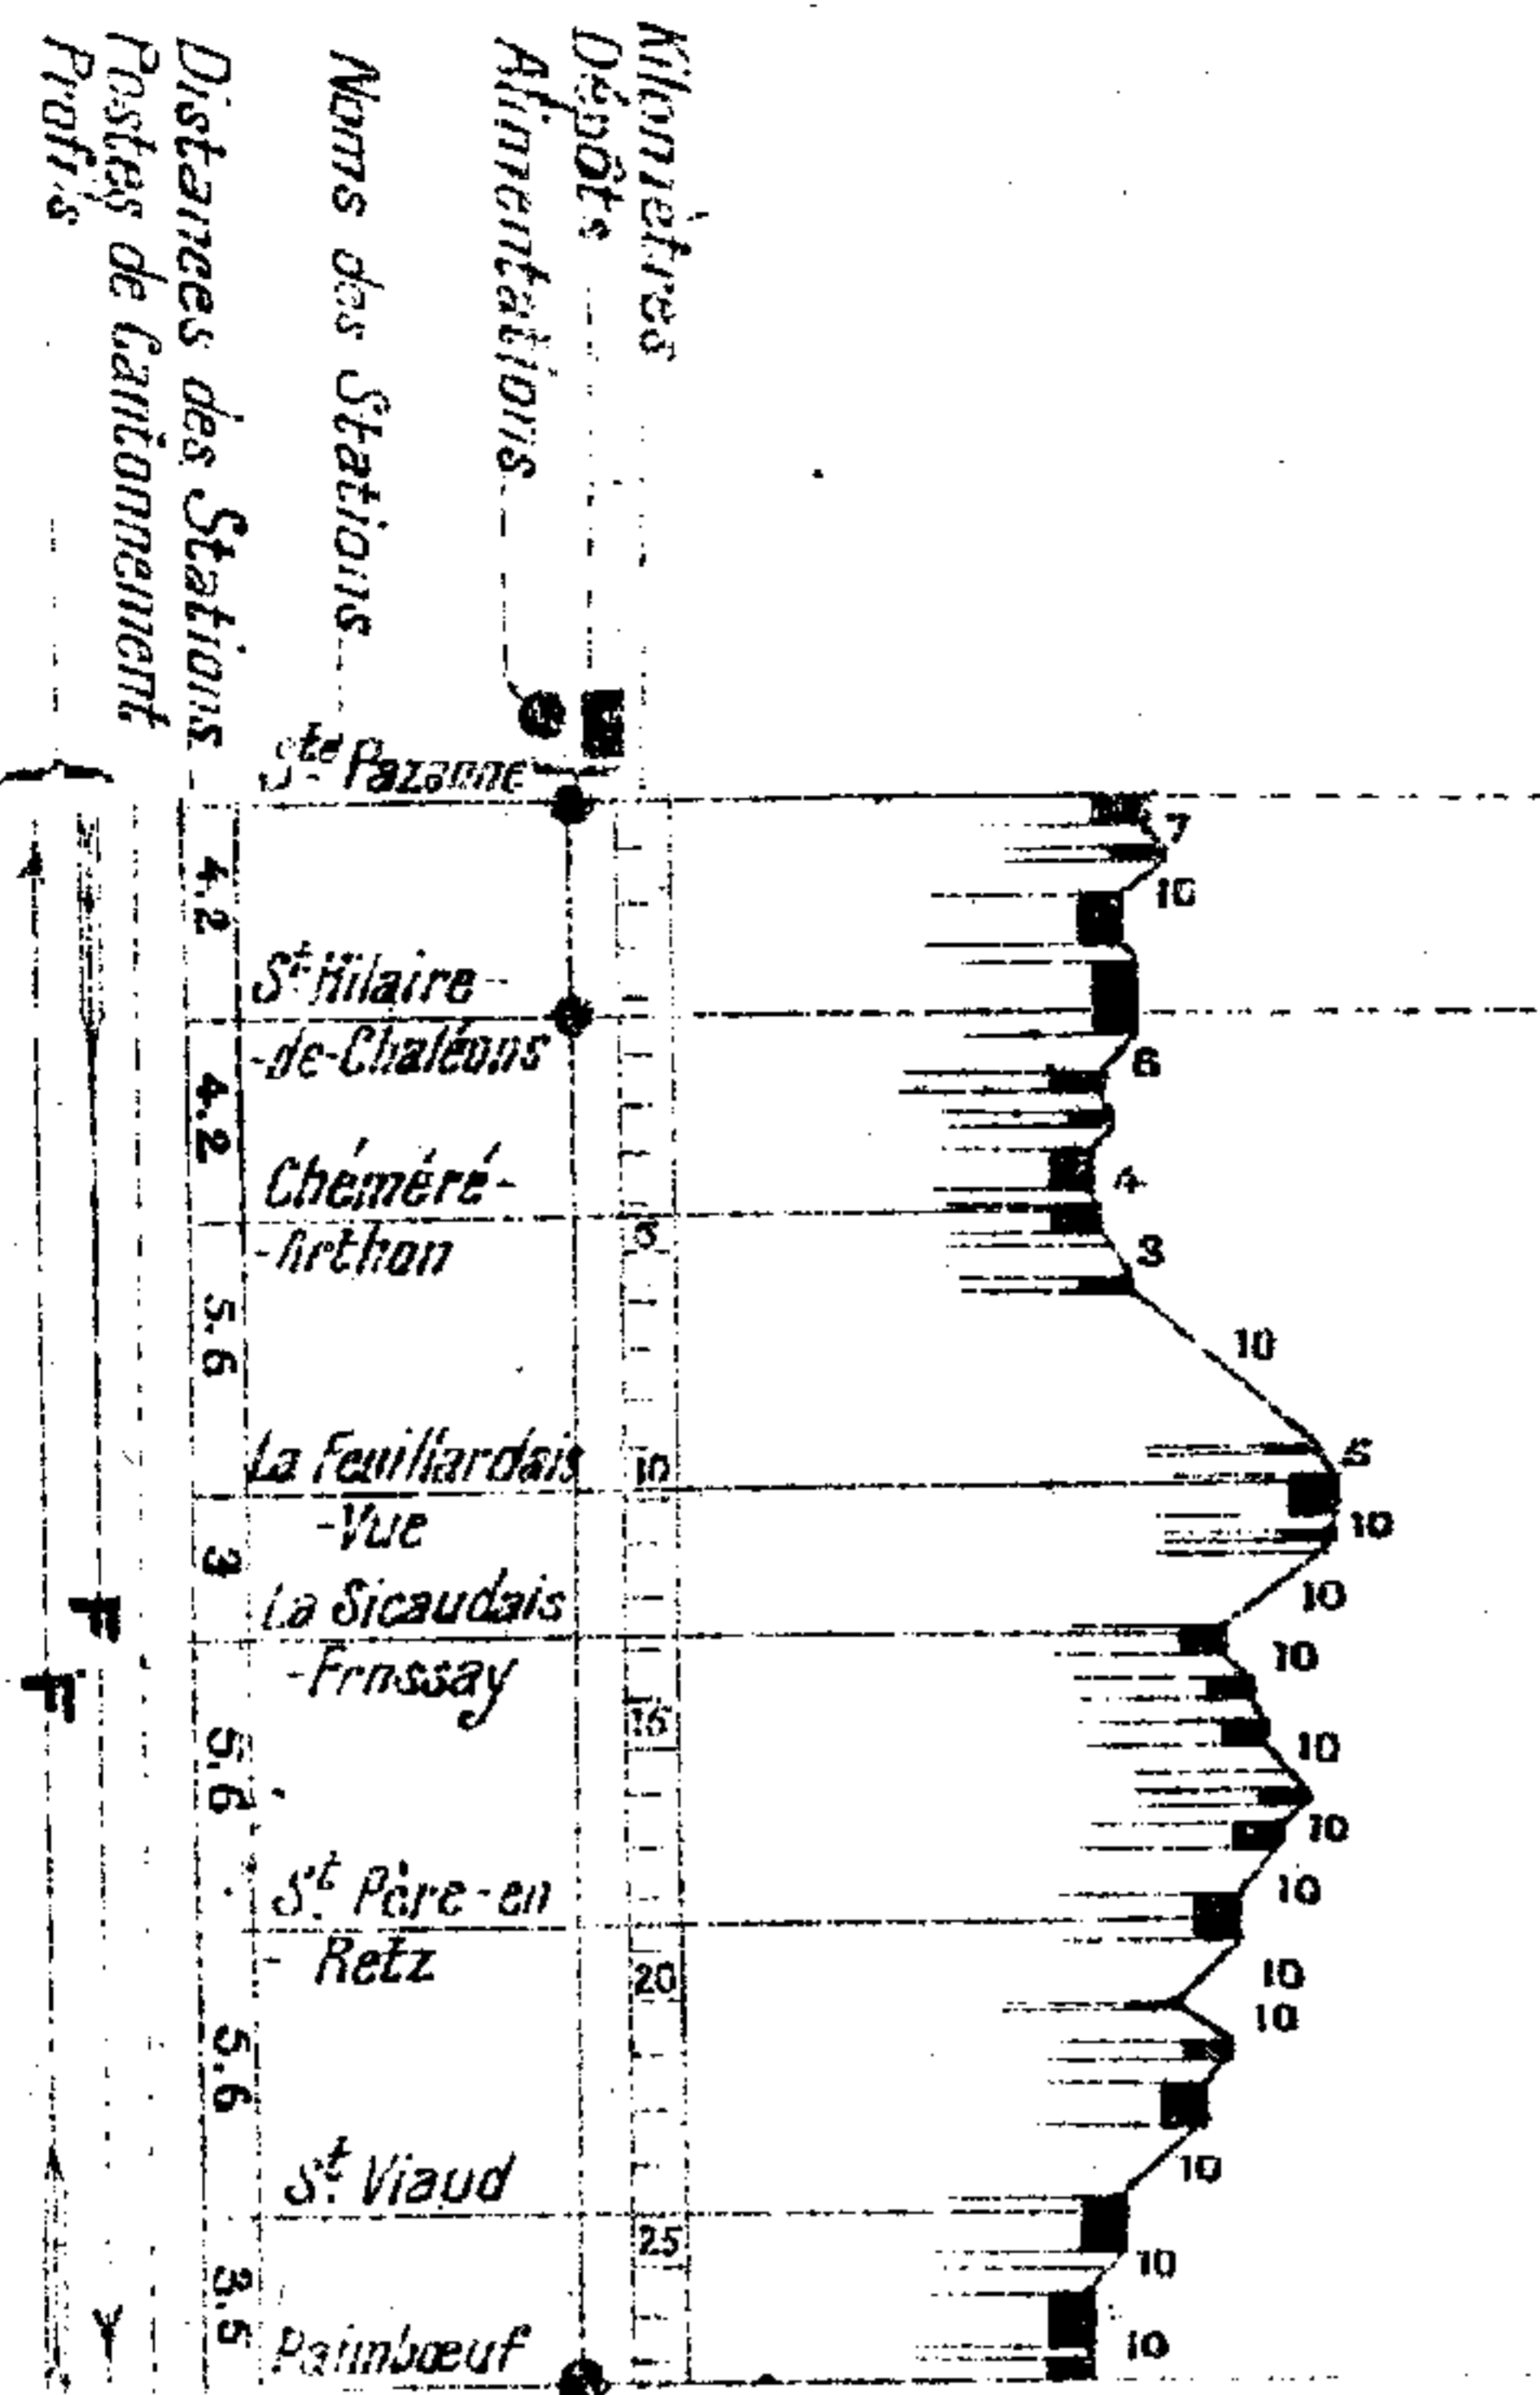 Kilomètres
Dépôts
Alimentations
Noms des Stations
Distances des Stations
Postes de Cantonnement
Profils
Ste Pazanne
7
10
4.2
St Hilaire-
-de-Chaléons
6
4.2
4
Chéméré-
-Arthon
5
3
5.6
10
La Feuillardais
10
5
-Vue
10
3
La Sicaudais
10
-Frossay
10
F
F
15
10
5.6
10
St. Père-en
10
- Retz
20
10
10
5.6
St. Viaud
10
25
10
3.5
Paimbœuf
10